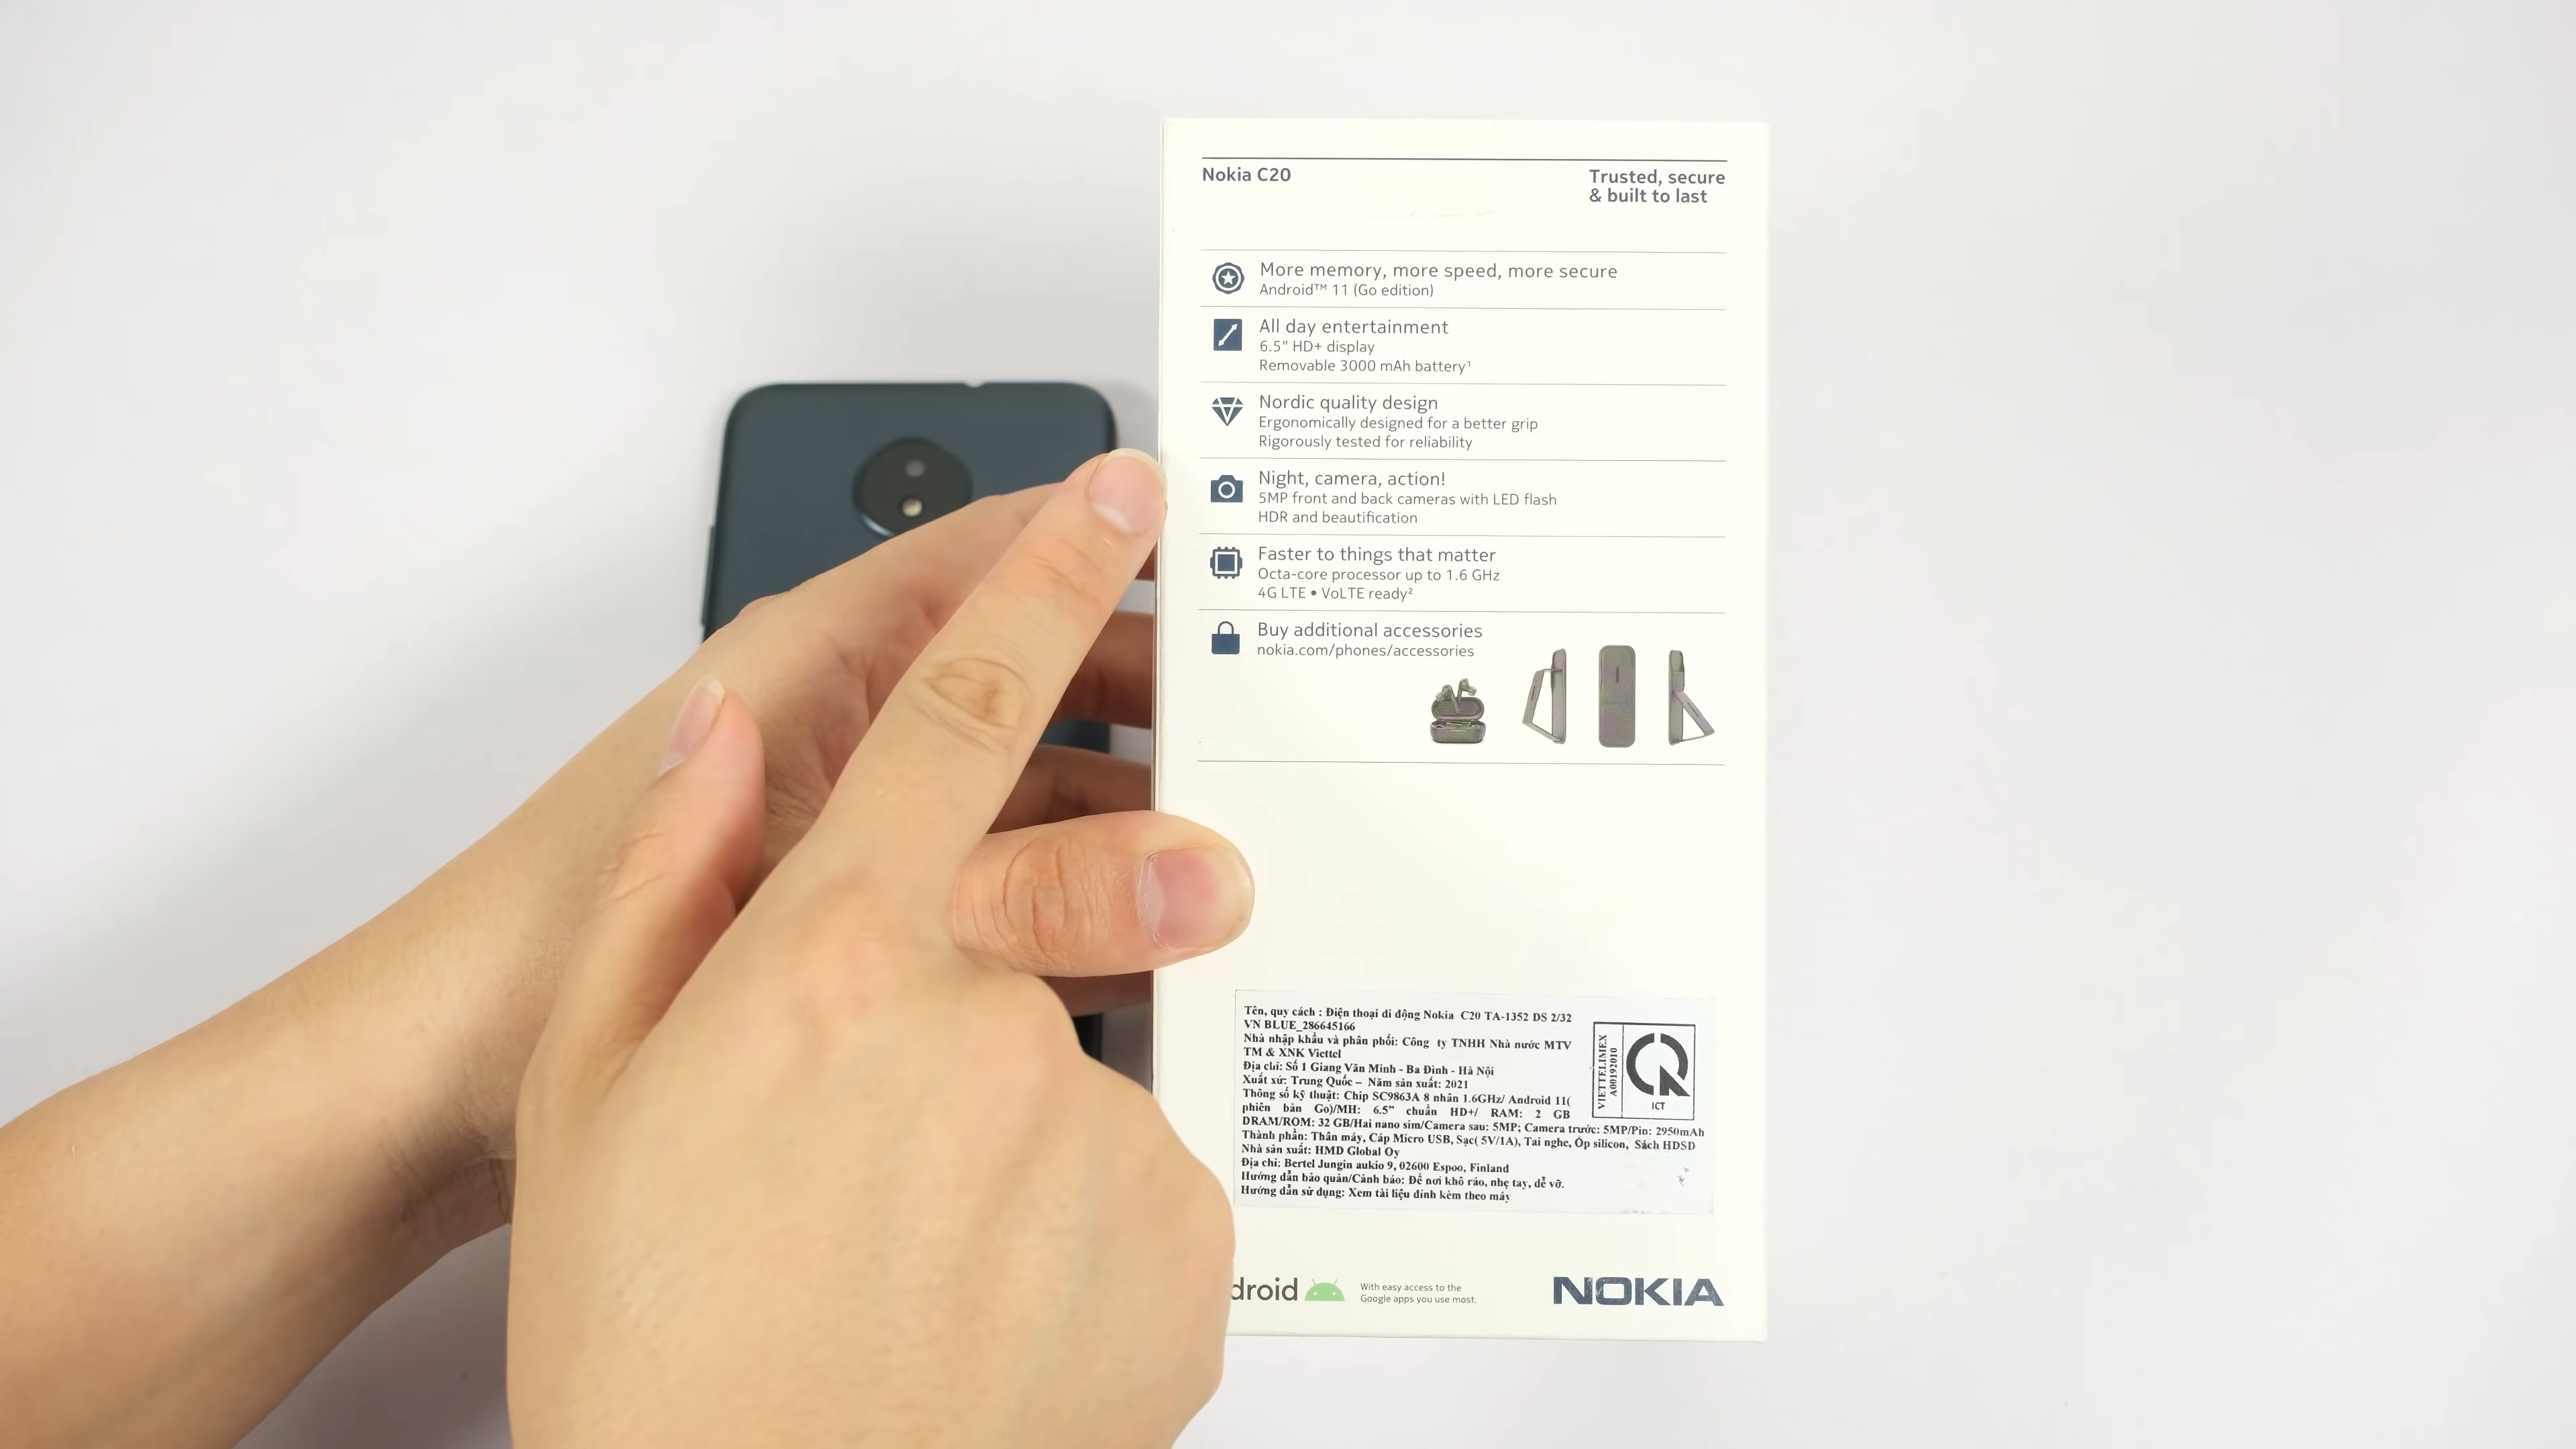 Nokia C20
Trusted, secure
& built to last
More memory, more speed, more secure
Android™ 11 (Go edition)
All day entertainment
6.5" HD+ display
Removable 3000 mAh battery¹
Nordic quality design
Ergonomically designed for a better grip
Rigorously tested for reliability
Night, camera, action!
5MP front and back cameras with LED flash
HDR and beautification
Faster to things that matter
Octa-core processor up to 1.6 GHz
4G LTE • VoLTE ready²
Buy additional accessories
nokia.com/phones/accessories
Tên, quy cách : Điện thoại di động Nokia C20 TA-1352 DS 2/32
VN BLUE_286645166
Nhà nhập khẩu và phân phối: Công ty TNHH Nhà nước MTV
TM & XNK Viettel
Địa chỉ: Số 1 Giang Văn Minh - Ba Đình - Hà Nội
Xuất xứ: Trung Quốc – Năm sản xuất: 2021
Thông số kỹ thuật: Chip SC9863A 8 nhân 1.6GHz/ Android 11(
phiên bản Go)/MH: 6.5” chuẩn HD+/ RAM: 2 GB
DRAM/ROM: 32 GB/Hai nano sim/Camera sau: 5MP; Camera trước: 5MP/Pin: 2950mAh
Thành phần: Thân máy, Cáp Micro USB, Sạc( 5V/1A), Tai nghe, Ốp silicon, Sách HDSD
Nhà sản xuất: HMD Global Oy
Địa chỉ: Bertel Jungin aukio 9, 02600 Espoo, Finland
Hướng dẫn bảo quản/Cảnh báo: Để nơi khô ráo, nhẹ tay, dễ vỡ.
Hướng dẫn sử dụng: Xem tài liệu đính kèm theo máy
VIETTELIMEX
A00192010
ICT
droid
With easy access to the
Google apps you use most.
NOKIA